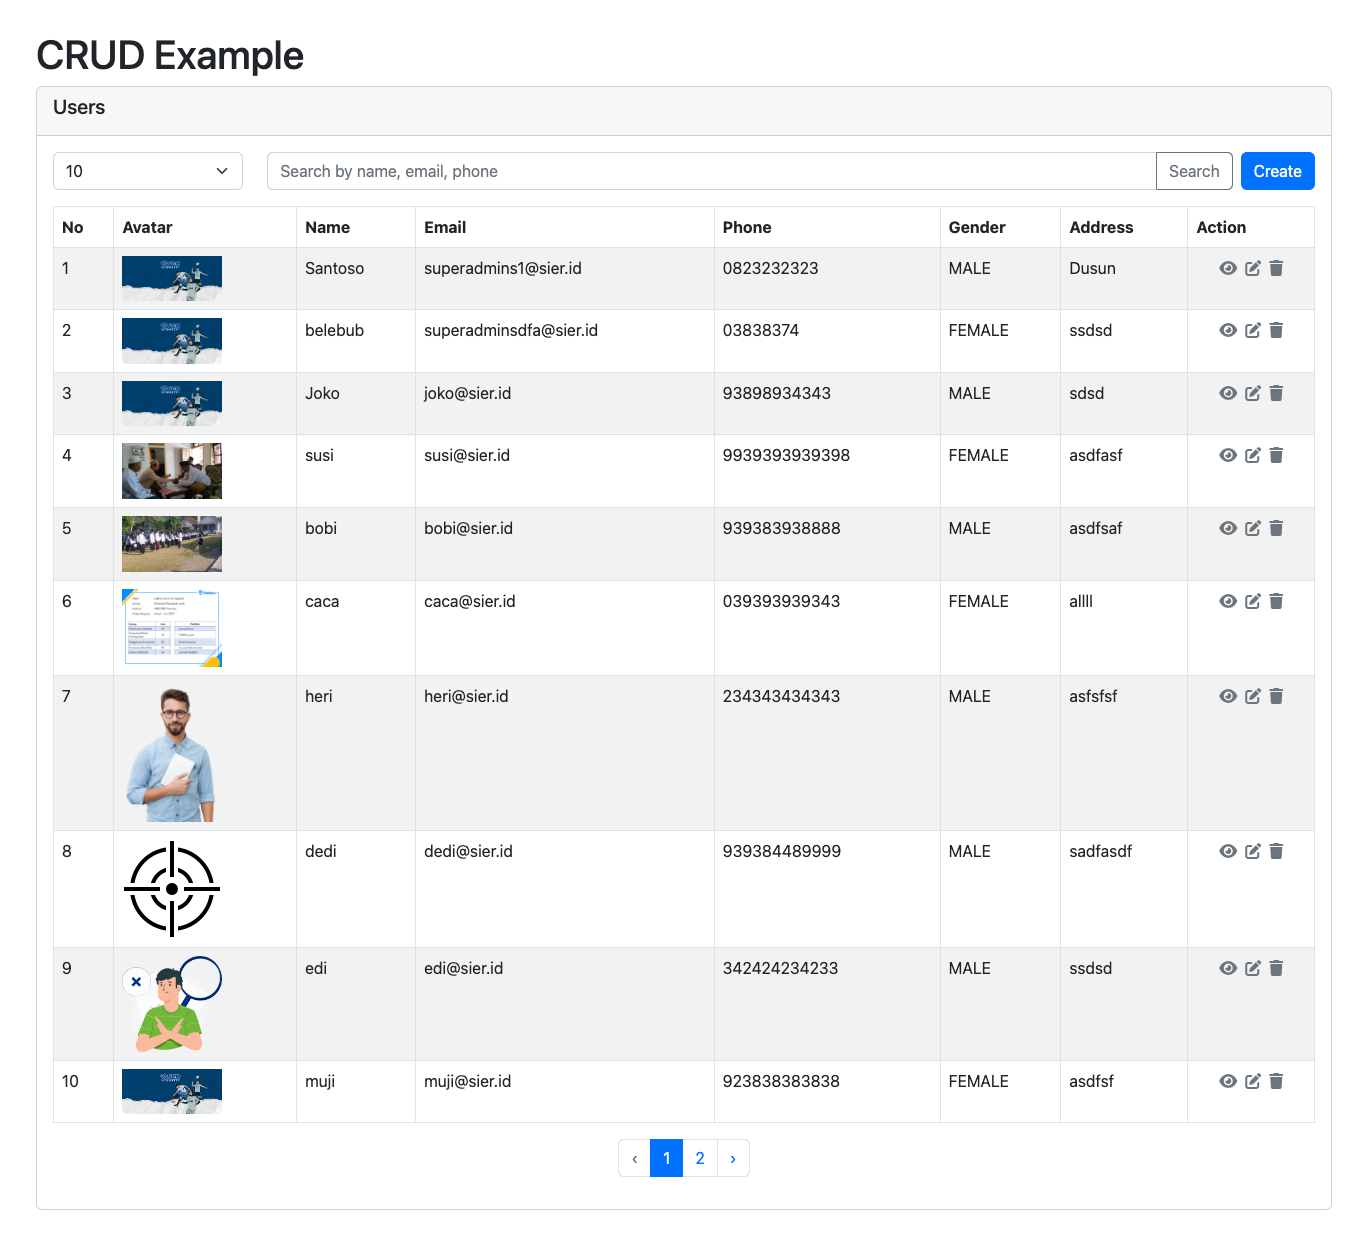 CRUD Example
Users
10
Search by name, email, phone
Search
Create
No Avatar Name Email Phone Gender Address Action
1 Santoso superadmins1@sier.id 0823232323 MALE Dusun
2 belebub superadminsdfa@sier.id 03838374 FEMALE ssdsd
3 Joko joko@sier.id 93898934343 MALE sdsd
4 susi susi@sier.id 9939393939398 FEMALE asdfasf
5 bobi bobi@sier.id 939383938888 MALE asdfsaf
6 caca caca@sier.id 039393939343 FEMALE allll
7 heri heri@sier.id 234343434343 MALE asfsfsf
8 dedi dedi@sier.id 939384489999 MALE sadfasdf
9 edi edi@sier.id 342424234233 MALE ssdsd
10 muji muji@sier.id 923838383838 FEMALE asdfsf
‹ 1 2 ›